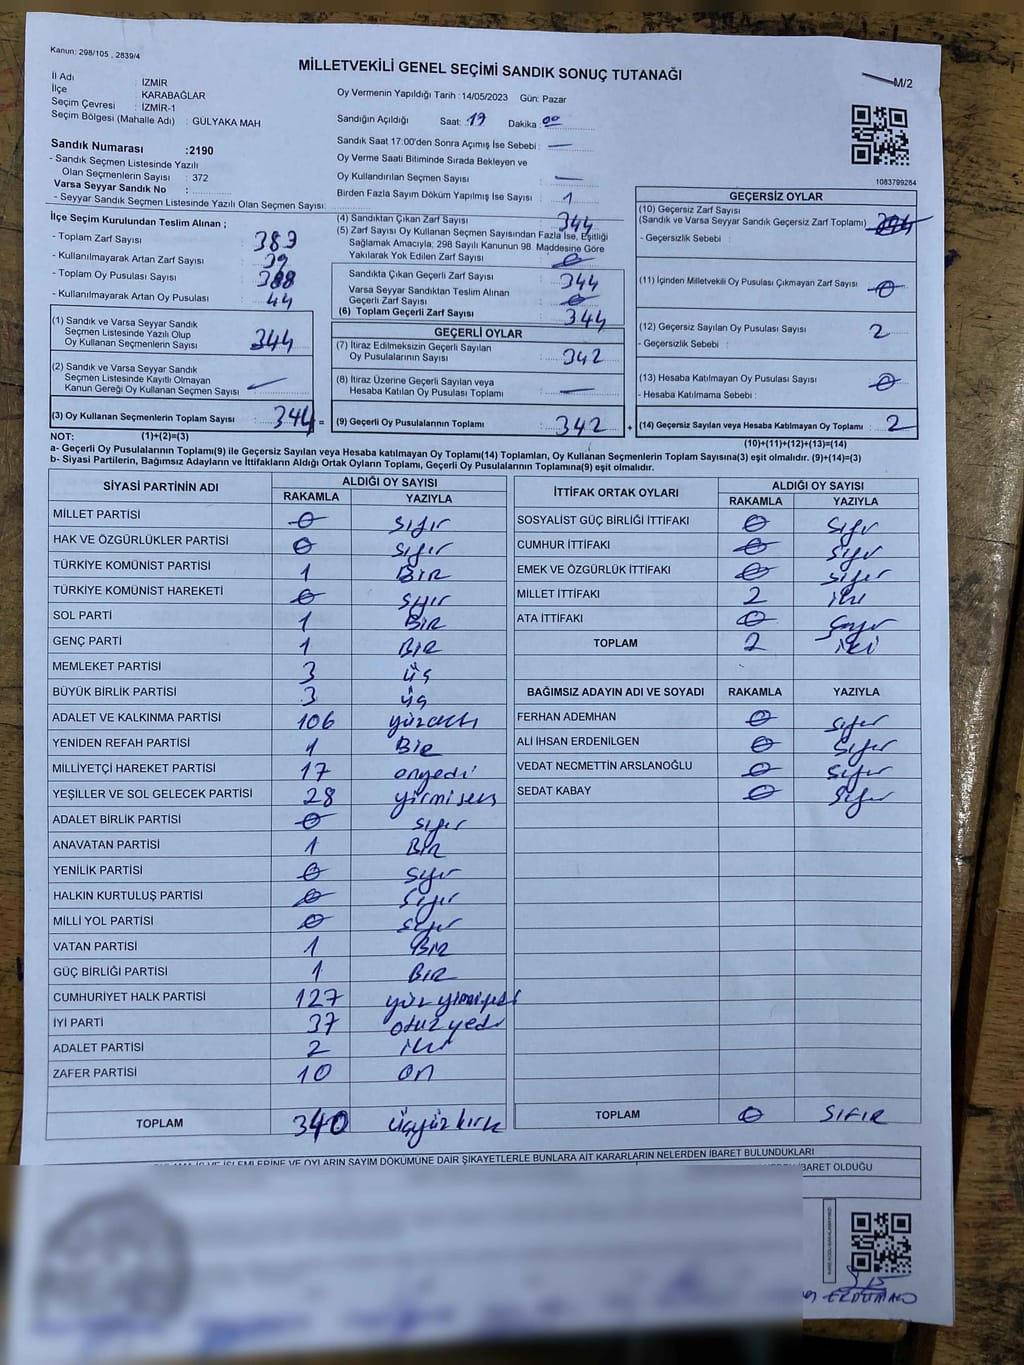 Kanun: 298/105 , 2839/4
MİLLETVEKİLİ GENEL SEÇİMİ SANDIK SONUÇ TUTANAĞI
M/2
İl Adı : İZMİR
İlçe : KARABAĞLAR
Seçim Çevresi : İZMİR-1
Seçim Bölgesi (Mahalle Adı) : GÜLYAKA MAH
Sandık Numarası :2190
- Sandık Seçmen Listesinde Yazılı
Olan Seçmenlerin Sayısı : 372
Varsa Seyyar Sandık No :
- Seyyar Sandık Seçmen Listesinde Yazılı Olan Seçmen Sayısı:
Oy Vermenin Yapıldığı Tarih : 14/05/2023 Gün: Pazar
Sandığın Açıldığı Saat: 17 Dakika : 00
Sandık Saat 17:00'den Sonra Açımış İse Sebebi : —
Oy Verme Saati Bitiminde Sırada Bekleyen ve
Oy Kullandırılan Seçmen Sayısı : —
Birden Fazla Sayım Döküm Yapılmış İse Sayısı : 1
1083799284
İlçe Seçim Kurulundan Teslim Alınan ;
- Toplam Zarf Sayısı : 383
- Kullanılmayarak Artan Zarf Sayısı : 39
- Toplam Oy Pusulası Sayısı : 388
- Kullanılmayarak Artan Oy Pusulası : 44
(1) Sandık ve Varsa Seyyar Sandık
Seçmen Listesinde Yazılı Olup
Oy Kullanan Seçmenlerin Sayısı : 344
(2) Sandık ve Varsa Seyyar Sandık
Seçmen Listesinde Kayıtlı Olmayan
Kanun Gereği Oy Kullanan Seçmen Sayısı : —
(3) Oy Kullanan Seçmenlerin Toplam Sayısı : 344 =
(4) Sandıktan Çıkan Zarf Sayısı : 344
(5) Zarf Sayısı Oy Kullanan Seçmen Sayısından Fazla İse, Eşitliği
Sağlamak Amacıyla; 298 Sayılı Kanunun 98. Maddesine Göre
Yakılarak Yok Edilen Zarf Sayısı : 0
Sandıkta Çıkan Geçerli Zarf Sayısı : 344
Varsa Seyyar Sandıktan Teslim Alınan
Geçerli Zarf Sayısı : 0
(6) Toplam Geçerli Zarf Sayısı : 344
GEÇERLİ OYLAR
(7) İtiraz Edilmeksizin Geçerli Sayılan
Oy Pusulalarının Sayısı : 342
(8) İtiraz Üzerine Geçerli Sayılan veya
Hesaba Katılan Oy Pusulası Toplamı : —
(9) Geçerli Oy Pusulalarının Toplamı : 342 +
GEÇERSİZ OYLAR
(10) Geçersiz Zarf Sayısı
(Sandık ve Varsa Seyyar Sandık Geçersiz Zarf Toplamı) :
- Geçersizlik Sebebi :
(11) İçinden Milletvekili Oy Pusulası Çıkmayan Zarf Sayısı : 0
(12) Geçersiz Sayılan Oy Pusulası Sayısı : 2
- Geçersizlik Sebebi :
(13) Hesaba Katılmayan Oy Pusulası Sayısı : 0
- Hesaba Katılmama Sebebi :
(14) Geçersiz Sayılan veya Hesaba Katılmayan Oy Toplamı : 2
NOT: (1)+(2)=(3)
(10)+(11)+(12)+(13)=(14)
a- Geçerli Oy Pusulalarının Toplamı(9) ile Geçersiz Sayılan veya Hesaba Katılmayan Oy Toplamı(14) Toplamları, Oy Kullanan Seçmenlerin Toplam Sayısına(3) eşit olmalıdır. (9)+(14)=(3)
b- Siyasi Partilerin, Bağımsız Adayların ve İttifakların Aldığı Ortak Oyların Toplamı, Geçerli Oy Pusulalarının Toplamına(9) eşit olmalıdır.
SİYASİ PARTİNİN ADI
ALDIĞI OY SAYISI
RAKAMLA YAZIYLA
MİLLET PARTİSİ 0 sıfır
HAK VE ÖZGÜRLÜKLER PARTİSİ 0 sıfır
TÜRKİYE KOMÜNİST PARTİSİ 1 BİR
TÜRKİYE KOMÜNİST HAREKETİ 0 sıfır
SOL PARTİ 1 BİR
GENÇ PARTİ 1 BİR
MEMLEKET PARTİSİ 3 üç
BÜYÜK BİRLİK PARTİSİ 3 üç
ADALET VE KALKINMA PARTİSİ 106 yüzaltı
YENİDEN REFAH PARTİSİ 1 Bir
MİLLİYETÇİ HAREKET PARTİSİ 17 onyedi
YEŞİLLER VE SOL GELECEK PARTİSİ 28 yirmisekiz
ADALET BİRLİK PARTİSİ 0 sıfır
ANAVATAN PARTİSİ 1 BİR
YENİLİK PARTİSİ 0 sıfır
HALKIN KURTULUŞ PARTİSİ 0 sıfır
MİLLİ YOL PARTİSİ 0 sıfır
VATAN PARTİSİ 1 BİR
GÜÇ BİRLİĞİ PARTİSİ 1 BİR
CUMHURİYET HALK PARTİSİ 127 yüz yirmiyedi
İYİ PARTİ 37 otuzyedi
ADALET PARTİSİ 2 iki
ZAFER PARTİSİ 10 on
TOPLAM 340 üçyüz kırk
İTTİFAK ORTAK OYLARI
ALDIĞI OY SAYISI
RAKAMLA YAZIYLA
SOSYALİST GÜÇ BİRLİĞİ İTTİFAKI 0 sıfır
CUMHUR İTTİFAKI 0 sıfır
EMEK VE ÖZGÜRLÜK İTTİFAKI 0 sıfır
MİLLET İTTİFAKI 2 iki
ATA İTTİFAKI 0 sıfır
TOPLAM 2 iki
BAĞIMSIZ ADAYIN ADI VE SOYADI RAKAMLA YAZIYLA
FERHAN ADEMHAN 0 sıfır
ALİ İHSAN ERDENİLGEN 0 sıfır
VEDAT NECMETTİN ARSLANOĞLU 0 sıfır
SEDAT KABAY 0 sıfır
TOPLAM 0 SIFIR
İŞLEMLERİNE VE OYLARIN SAYIM DÖKÜMÜNE DAİR ŞİKAYETLERLE BUNLARA AİT KARARLARIN NELERDEN İBARET BULUNDUKLARI
İBARET OLDUĞU